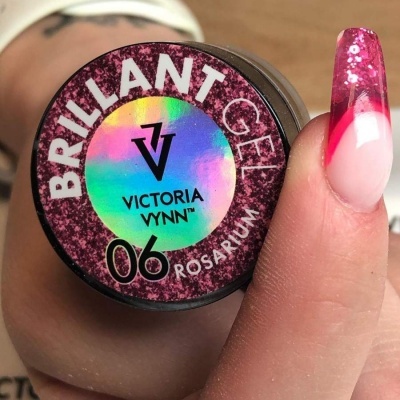 BRILLANT GEL
V
VICTORIA
VYNN™
06
ROSARIUM